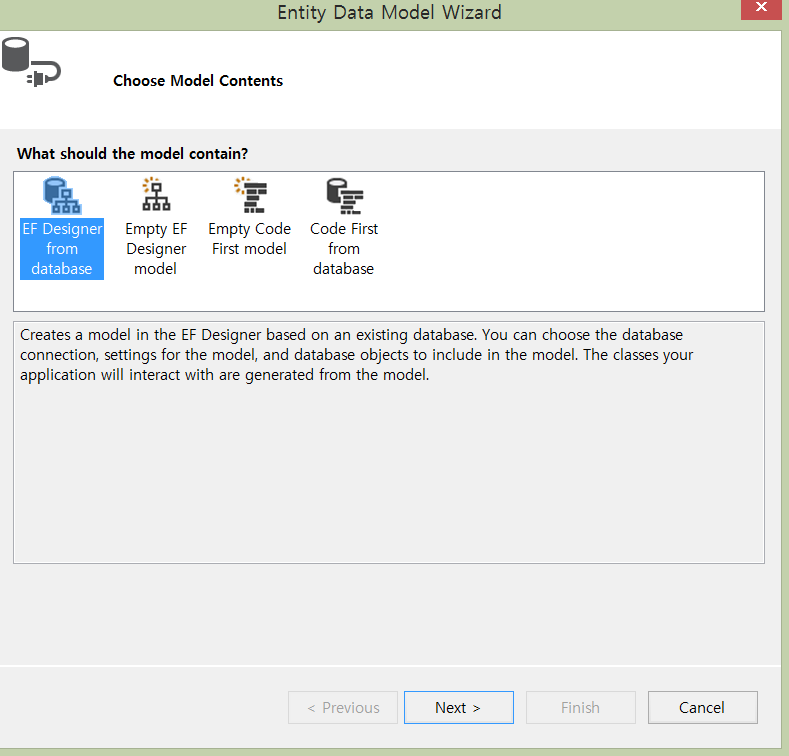 Entity Data Model Wizard
Choose Model Contents
What should the model contain?
EF Designer
from
database
Empty EF
Designer
model
Empty Code
First model
Code First
from
database
Creates a model in the EF Designer based on an existing database. You can choose the database
connection, settings for the model, and database objects to include in the model. The classes your
application will interact with are generated from the model.
< Previous
Next >
Finish
Cancel